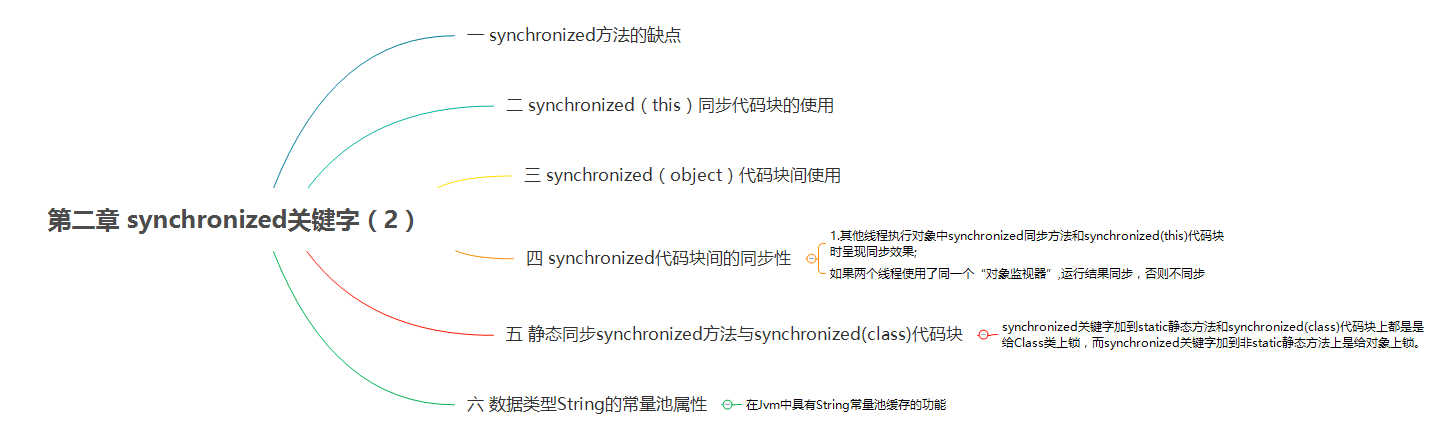 一 synchronized方法的缺点
二 synchronized（this）同步代码块的使用
三 synchronized（object）代码块间使用
第二章 synchronized关键字（2）
四 synchronized代码块间的同步性
1.其他线程执行对象中synchronized同步方法和synchronized(this)代码块
时呈现同步效果;
如果两个线程使用了同一个“对象监视器”,运行结果同步，否则不同步
五 静态同步synchronized方法与synchronized(class)代码块
synchronized关键字加到static静态方法和synchronized(class)代码块上都是是
给Class类上锁，而synchronized关键字加到非static静态方法上是给对象上锁。
六 数据类型String的常量池属性
在Jvm中具有String常量池缓存的功能